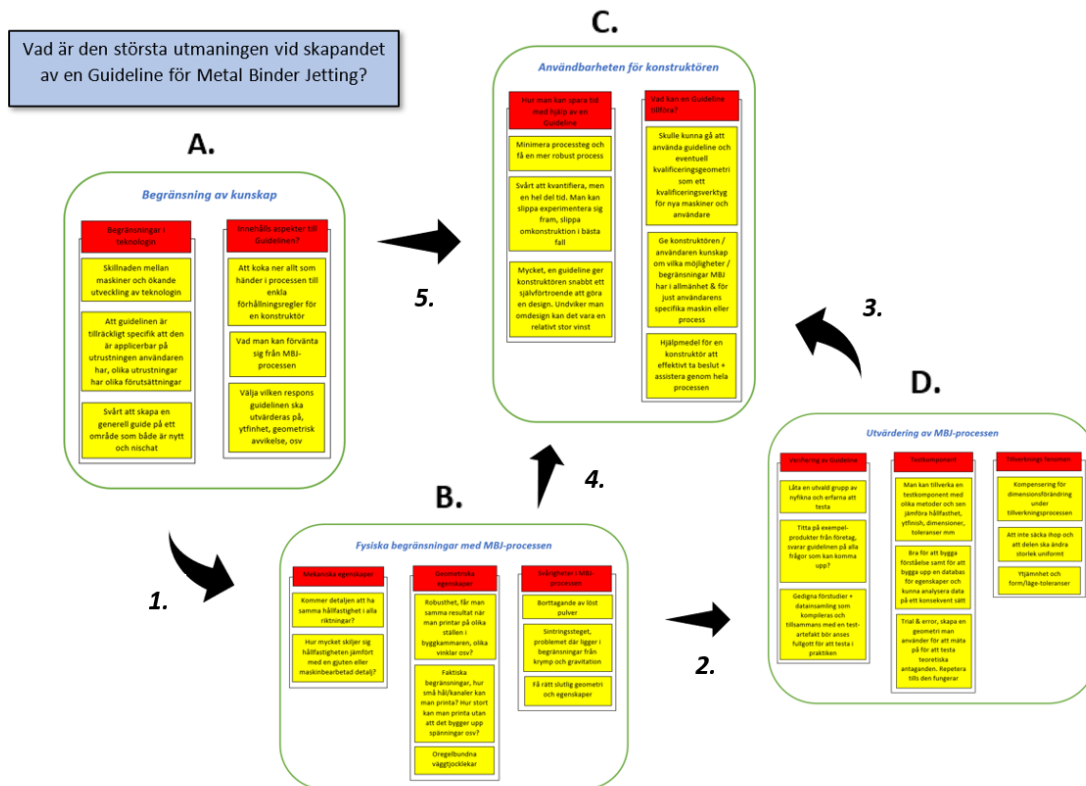 Vad är den största utmaningen vid skapandet
av en Guideline för Metal Binder Jetting?
A.
Begränsning av kunskap
Begränsningar i
teknologin
Skillnaden mellan
maskiner och ökande
utveckling av teknologin
Att guidelinen är
tillräckligt specifik att den
är applicerbar på
utrustningen användaren
har, olika utrustningar
har olika förutsättningar
Svårt att skapa en
generell guide på ett
område som både är nytt
och nischat
Innehålls aspekter till
Guidelinen?
Att koka ner allt som
händer i processen till
enkla
förhållningsregler för
en konstruktör
Vad man kan förvänta
sig från MBJ-
processen
Välja vilken respons
guidelinen ska
utvärderas på,
ytfinhet, geometrisk
avvikelse, osv
C.
Användbarheten för konstruktören
Hur man kan spara tid
med hjälp av en
Guideline
Minimera processteg och
få en mer robust process
Svårt att kvantifiera, men
en hel del tid. Man kan
slippa experimentera sig
fram, slippa
omkonstruktion i bästa
fall
Mycket, en guideline ger
konstruktören snabbt ett
självförtroende att göra
en design. Undviker man
omdesign kan det vara en
relativt stor vinst
Vad kan en Guideline
tillföra?
Skulle kunna gå att
använda guideline och
eventuell
kvalificeringsgeometri
som ett
kvalificeringsverktyg
för nya maskiner och
användare
Ge konstruktören /
användaren kunskap
om vilka möjligheter /
begränsningar MBJ
har i allmänhet & för
just användarens
specifika maskin eller
process
Hjälpmedel för en
konstruktör att
effektivt ta beslut +
assistera genom hela
processen
5.
3.
4.
1.
2.
B.
Fysiska begränsningar med MBJ-processen
Mekaniska egenskaper
Kommer detaljen att ha
samma hållfastighet i alla
riktningar?
Hur mycket skiljer sig
hållfastigheten jämfört
med en gjuten eller
maskinbearbetad detalj?
Geometriska
egenskaper
Robusthet, får man
samma resultat när
man printar på olika
ställen i
byggkammaren, olika
vinklar osv?
Faktiska
begränsningar, hur
små hål/kanaler kan
man printa? Hur stort
kan man printa utan
att det bygger upp
spänningar osv?
Oregelbundna
väggtjocklekar
Svårigheter i MBJ-
processen
Borttagande av löst
pulver
Sintringssteget,
problemet där ligger i
begränsningar från
krymp och gravitation
Få rätt slutlig geometri
och egenskaper
D.
Utvärdering av MBJ-processen
Verifiering av Guideline
Låta en utvald grupp av
nyfikna och erfarna att
testa
Titta på exempel-
produkter från företag,
svarar guidelinen på alla
frågor som kan komma
upp?
Gedigna förstudier +
datainsamling som
kompileras och
tillsammans med en test-
artefakt bör anses
fullgott för att testa i
praktiken
Testkomponent
Man kan tillverka en
testkomponent med
olika metoder och sen
jämföra hållfasthet,
ytfinish, dimensioner,
toleranser mm
Bra för att bygga
förståelse samt för att
bygga upp en databas
för egenskaper och
kunna analysera data
på ett konsekvent sätt
Trial & error, skapa en
geometri man
använder för att mäta
på för att testa
teoretiska
antaganden. Repetera
tills den fungerar
Tillverknings fenomen
Kompensering för
dimensionsförändring
under
tillverkningsprocessen
Att inte säcka ihop och
att delen ska ändra
storlek uniformt
Ytjämnhet och
form/läge-toleranser